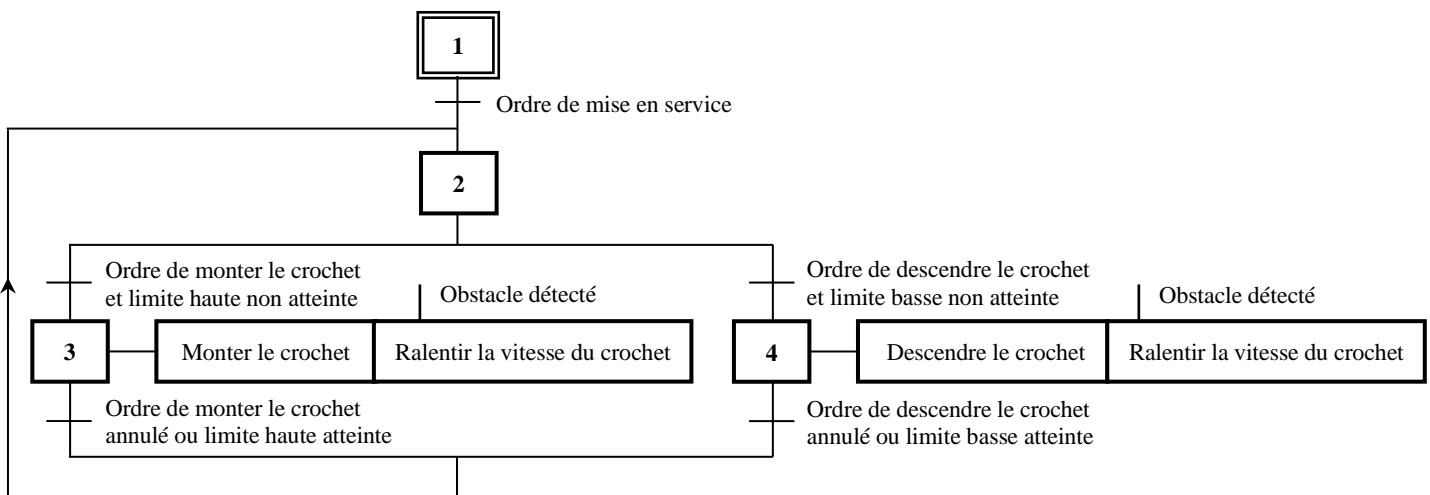 1
Ordre de mise en service
2
Ordre de monter le crochet
et limite haute non atteinte
Obstacle détecté
Ordre de descendre le crochet
et limite basse non atteinte
Obstacle détecté
3
Monter le crochet
Ralentir la vitesse du crochet
4
Descendre le crochet
Ralentir la vitesse du crochet
Ordre de monter le crochet
annulé ou limite haute atteinte
Ordre de descendre le crochet
annulé ou limite basse atteinte